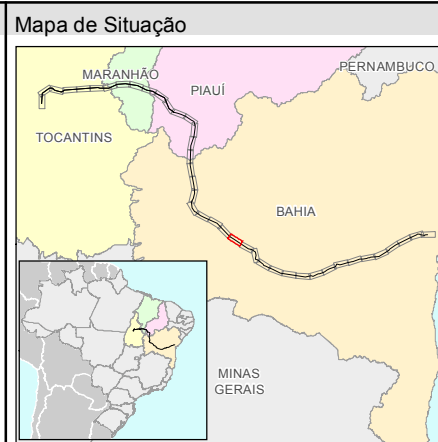 Mapa de Situação
PERNAMBUCO
MARANHÃO
PIAUÍ
TOCANTINS
BAHIA
MINAS
GERAIS